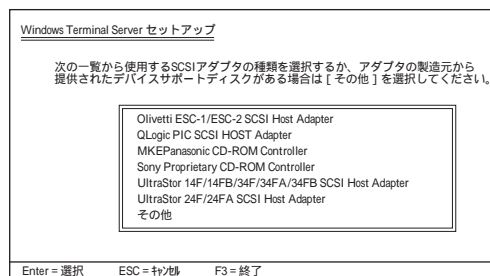 Windows Terminal Server セットアップ
次の一覧から使用するSCSIアダプタの種類を選択するか、アダプタの製造元から
提供されたデバイスサポートディスクがある場合は [ その他 ] を選択してください。
Olivetti ESC-1/ESC-2 SCSI Host Adapter
QLogic PIC SCSI HOST Adapter
MKEPanasonic CD-ROM Controller
Sony Proprietary CD-ROM Controller
UltraStor 14F/14FB/34F/34FA/34FB SCSI Host Adapter
UltraStor 24F/24FA SCSI Host Adapter
その他
Enter = 選択 ESC = ｷｬﾝｾﾙ F3 = 終了